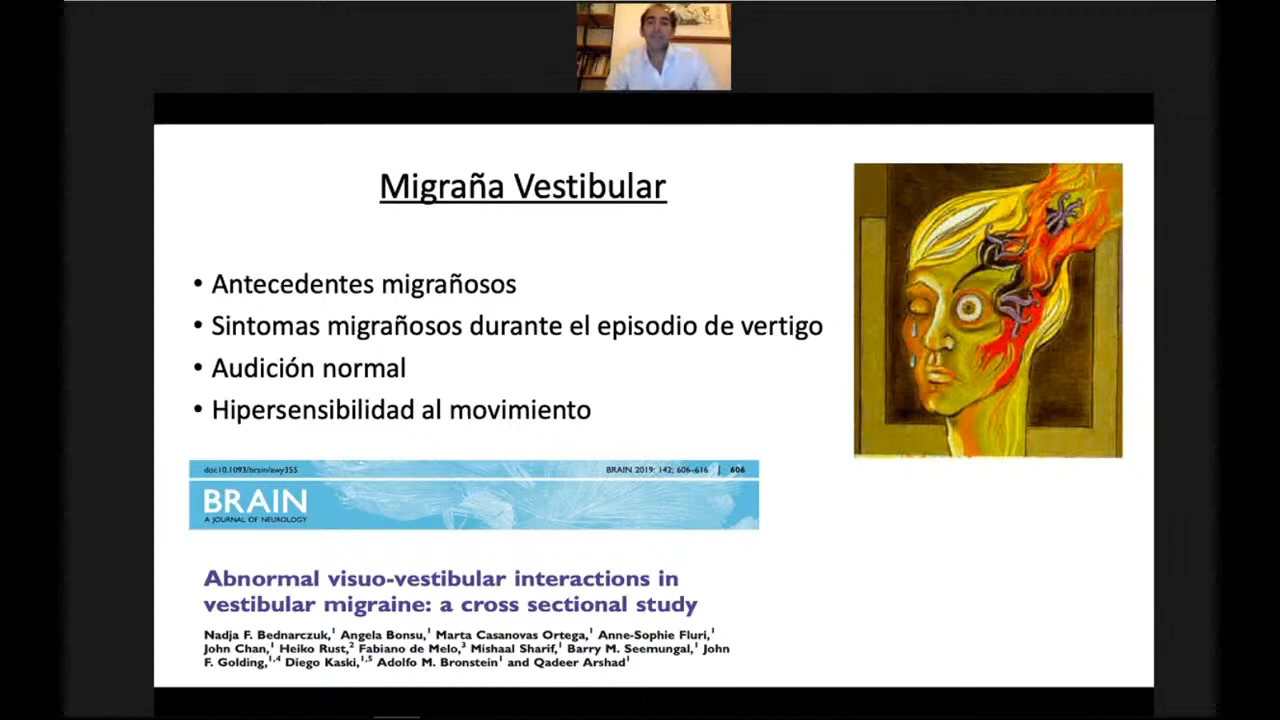 Migraña Vestibular
• Antecedentes migrañosos
• Sintomas migrañosos durante el episodio de vertigo
• Audición normal
• Hipersensibilidad al movimiento
doi:10.1093/brain/awy355 BRAIN 2019: 142; 606–616 | 606
BRAIN
A JOURNAL OF NEUROLOGY
Abnormal visuo-vestibular interactions in
vestibular migraine: a cross sectional study
Nadja F. Bednarczuk,1 Angela Bonsu,1 Marta Casanovas Ortega,1 Anne-Sophie Fluri,1
John Chan,1 Heiko Rust,2 Fabiano de Melo,3 Mishaal Sharif,1 Barry M. Seemungal,1 John
F. Golding,1,4 Diego Kaski,1,5 Adolfo M. Bronstein1 and Qadeer Arshad1